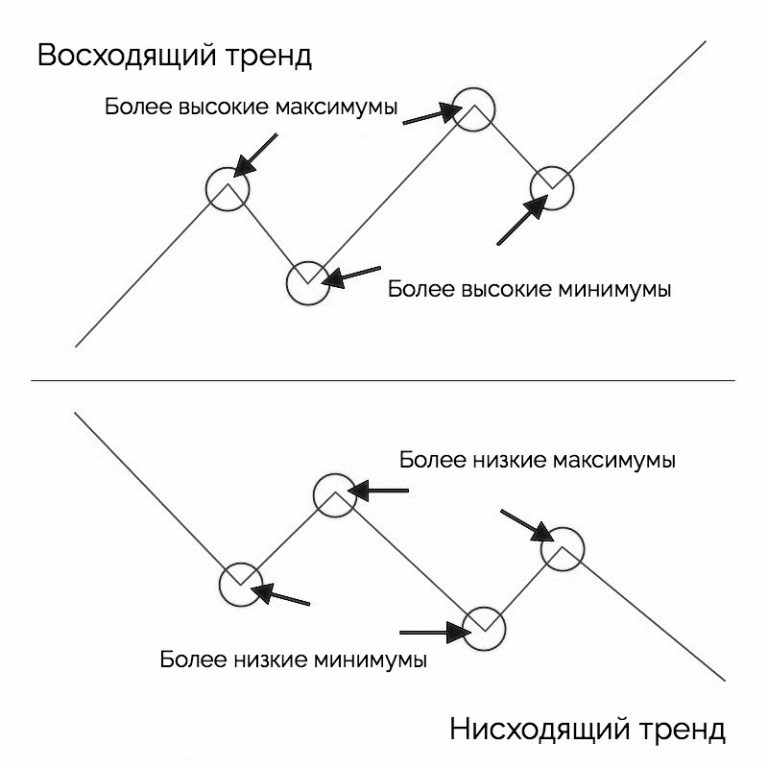 Восходящий тренд
Более высокие максимумы
Более высокие минимумы
Более низкие максимумы
Более низкие минимумы
Нисходящий тренд